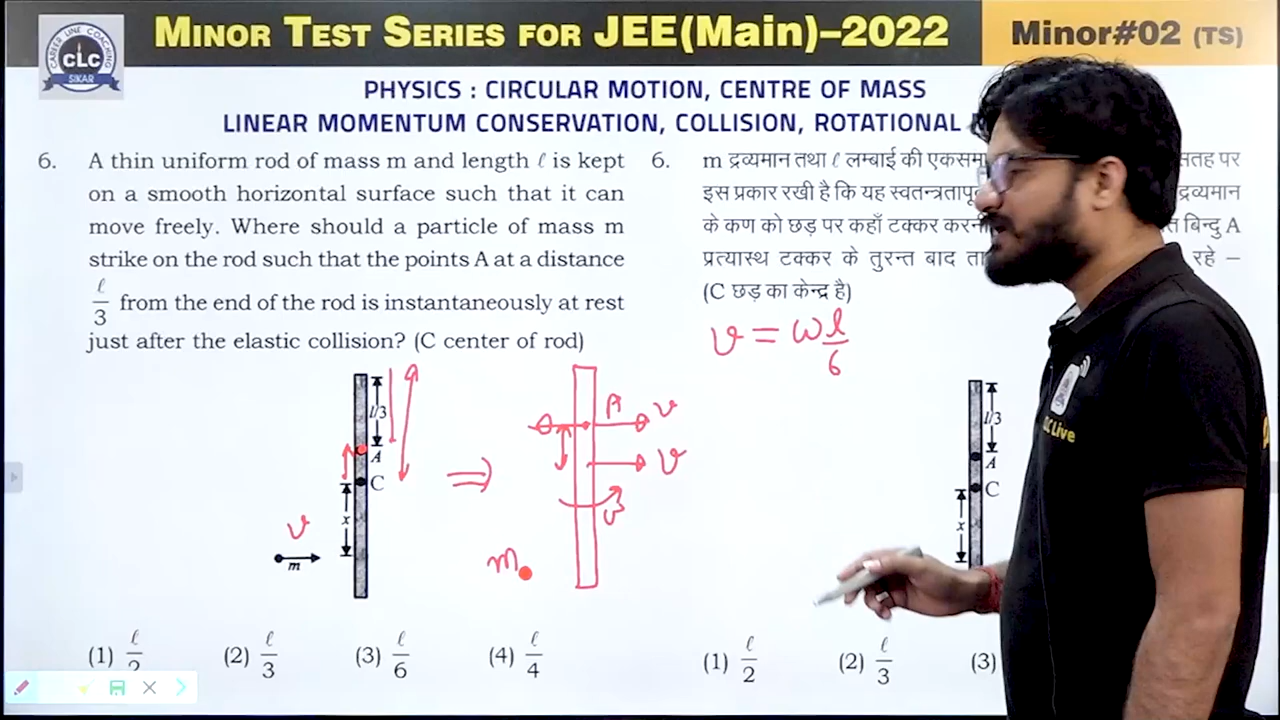 MINOR TEST SERIES FOR JEE(MAIN)–2022
Minor#02 (TS)
CAREER LINE COACHING
CLC
SIKAR
PHYSICS : CIRCULAR MOTION, CENTRE OF MASS
LINEAR MOMENTUM CONSERVATION, COLLISION, ROTATIONAL
6. A thin uniform rod of mass m and length ℓ is kept
on a smooth horizontal surface such that it can
move freely. Where should a particle of mass m
strike on the rod such that the points A at a distance
ℓ/3 from the end of the rod is instantaneously at rest
just after the elastic collision? (C center of rod)
l/3
A
C
x
v
m
⇒
A v
v
ω
m
(1) ℓ/2 (2) ℓ/3 (3) ℓ/6 (4) ℓ/4
6. m द्रव्यमान तथा ℓ लम्बाई की सतह पर
इस प्रकार रखी है कि यह द्रव्यमान
के कण को छड़ पर कहाँ टक्कर बिन्दु A
प्रत्यास्थ टक्कर के तुरन्त बाद रहे –
(C छड़ का केन्द्र है)
v = ωl/6
l/3
A
C
x
(1) ℓ/2 (2) ℓ/3 (3)
CLC Live